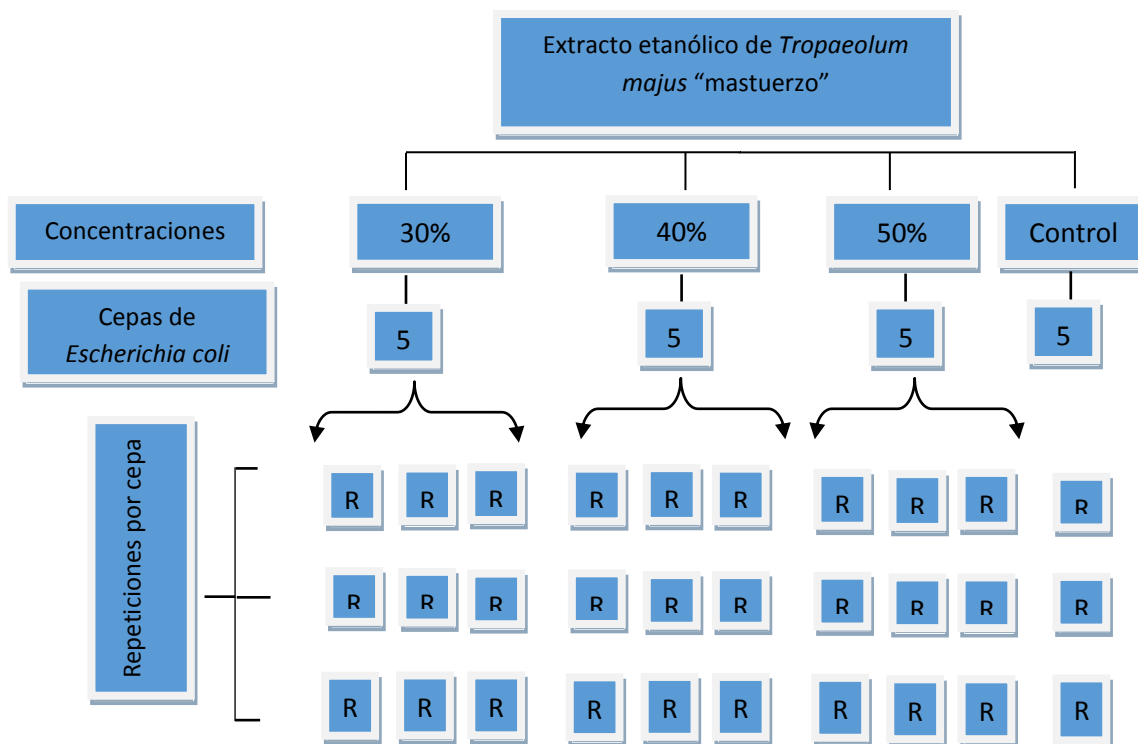 Extracto etanólico de Tropaeolum
majus “mastuerzo”
Concentraciones
30%
40%
50%
Control
Cepas de
Escherichia coli
5
5
5
5
Repeticiones por cepa
R R R R R R R R R R
R R R R R R R R R R
R R R R R R R R R R